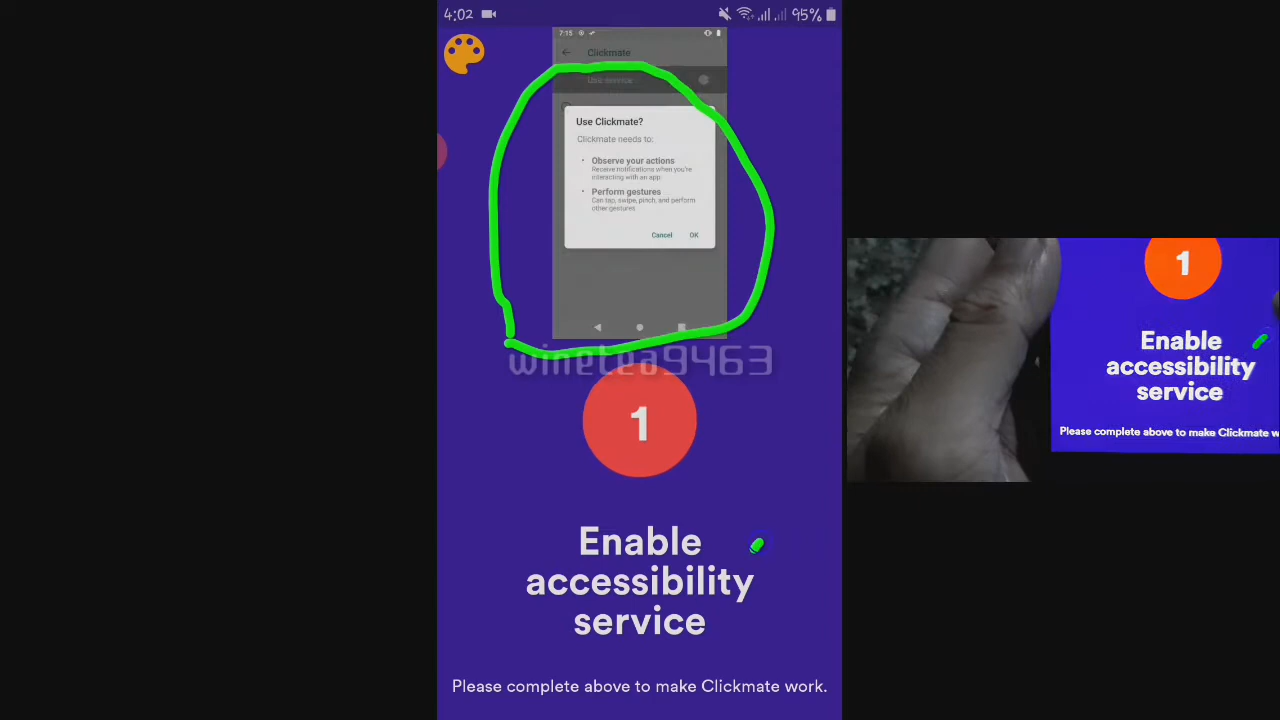 4:02
95%
7:15
Clickmate
Use service
Use Clickmate?
Clickmate needs to:
Observe your actions
Receive notifications when you're
interacting with an app.
Perform gestures
Can tap, swipe, pinch, and perform
other gestures
Cancel OK
winetea9463
1
Enable
accessibility
service
Please complete above to make Clickmate work.
1
Enable
accessibility
service
Please complete above to make Clickmate w